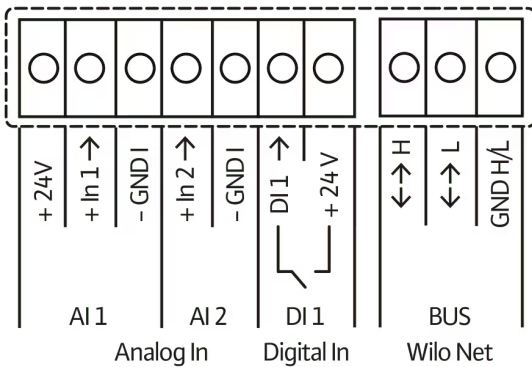 + 24V
+ In 1 →
- GND I
+ In 2 →
- GND I
DI 1 →
+ 24 V
↔ H
↔ L
GND H/L
AI 1
AI 2
DI 1
BUS
Analog In
Digital In
Wilo Net